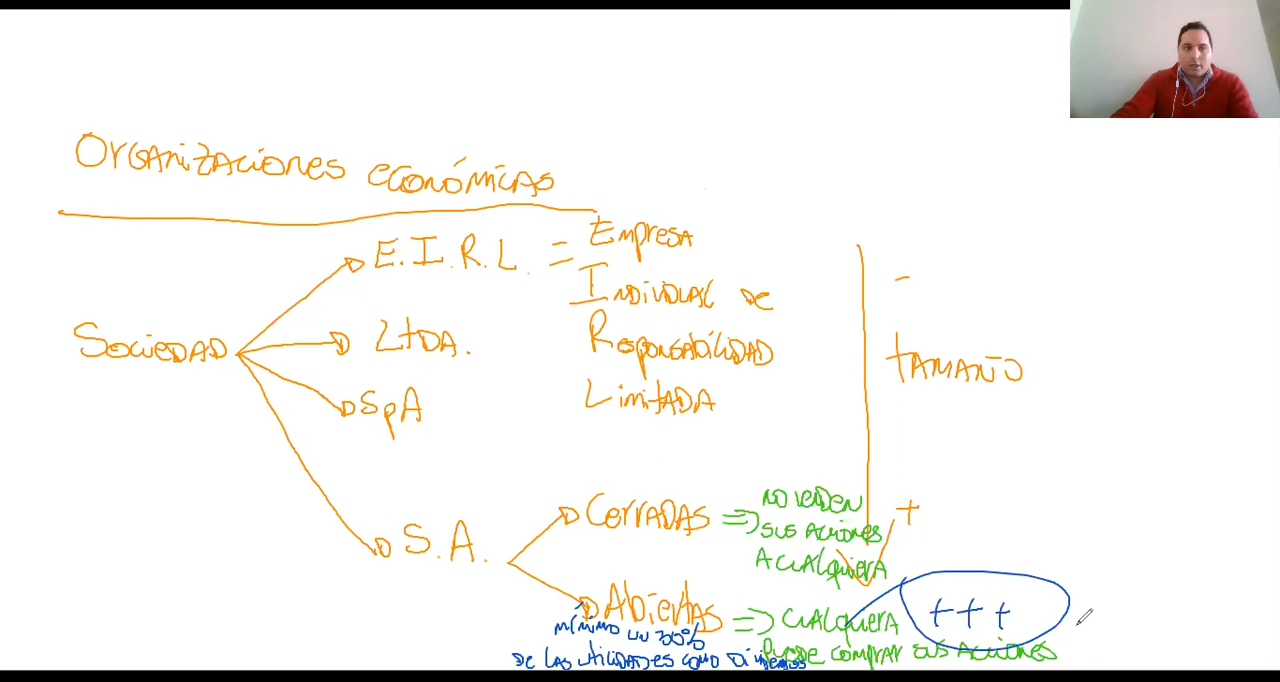 Organizaciones económicas
E.I.R.L. = Empresa
Individual de
Responsabilidad
Limitada
-
Sociedad
Ltda.
SpA
tamaño
+
S.A.
Cerradas => no venden
sus acciones
a cualquiera
Abiertas => cualquiera
puede comprar sus acciones
+++
mínimo un 30%
de las utilidades como dividendos